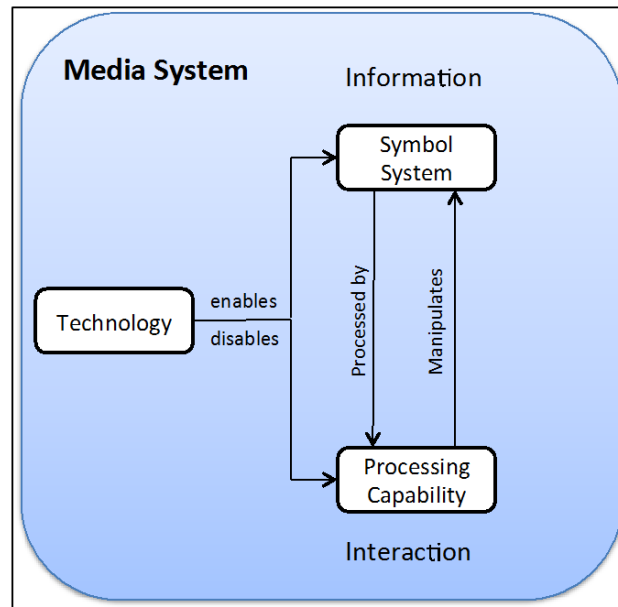 Media System
Information
Symbol
System
Technology
enables
disables
Processed by
Manipulates
Processing
Capability
Interaction